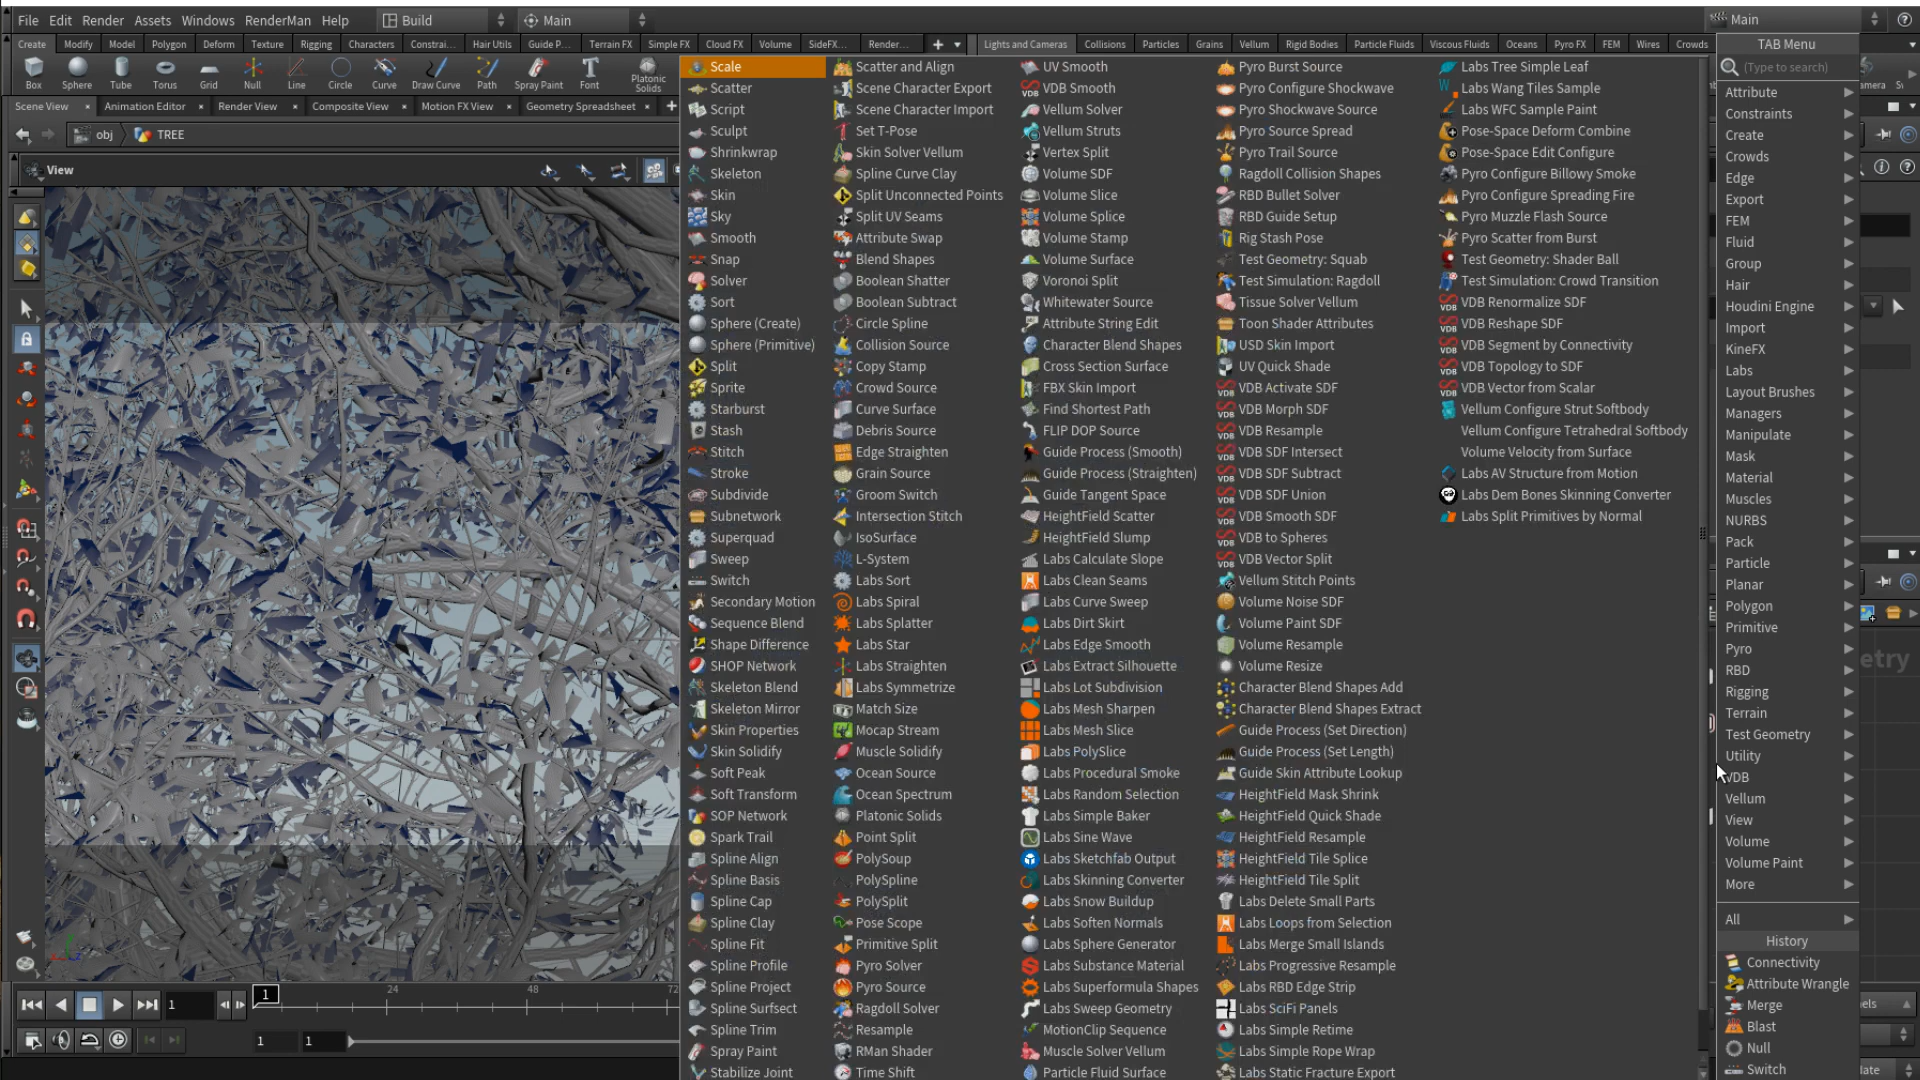 File Edit Render Assets Windows RenderMan Help Build Main Main
Create Modify Model Polygon Deform Texture Rigging Characters Constrai... Hair Utils Guide P... Terrain FX Simple FX Cloud FX Volume SideFX... Render... Lights and Cameras Collisions Particles Grains Vellum Rigid Bodies Particle Fluids Viscous Fluids Oceans Pyro FX FEM Wires Crowds
Box Sphere Tube Torus Grid Null Line Circle Curve Draw Curve Path Spray Paint Font Platonic Solids
Scene View Animation Editor Render View Composite View Motion FX View Geometry Spreadsheet
obj TREE
View
Scale
Scatter
Script
Sculpt
Shrinkwrap
Skeleton
Skin
Sky
Smooth
Snap
Solver
Sort
Sphere (Create)
Sphere (Primitive)
Split
Sprite
Starburst
Stash
Stitch
Stroke
Subdivide
Subnetwork
Superquad
Sweep
Switch
Secondary Motion
Sequence Blend
Shape Difference
SHOP Network
Skeleton Blend
Skeleton Mirror
Skin Properties
Skin Solidify
Soft Peak
Soft Transform
SOP Network
Spark Trail
Spline Align
Spline Basis
Spline Cap
Spline Clay
Spline Fit
Spline Profile
Spline Project
Spline Surfsect
Spline Trim
Spray Paint
Stabilize Joint
Scatter and Align
Scene Character Export
Scene Character Import
Set T-Pose
Skin Solver Vellum
Spline Curve Clay
Split Unconnected Points
Split UV Seams
Attribute Swap
Blend Shapes
Boolean Shatter
Boolean Subtract
Circle Spline
Collision Source
Copy Stamp
Crowd Source
Curve Surface
Debris Source
Edge Straighten
Grain Source
Groom Switch
Intersection Stitch
IsoSurface
L-System
Labs Sort
Labs Spiral
Labs Splatter
Labs Star
Labs Straighten
Labs Symmetrize
Match Size
Mocap Stream
Muscle Solidify
Ocean Source
Ocean Spectrum
Platonic Solids
Point Split
PolySoup
PolySpline
PolySplit
Pose Scope
Primitive Split
Pyro Solver
Pyro Source
Ragdoll Solver
Resample
RMan Shader
Time Shift
UV Smooth
VDB Smooth
Vellum Solver
Vellum Struts
Vertex Split
Volume SDF
Volume Slice
Volume Splice
Volume Stamp
Volume Surface
Voronoi Split
Whitewater Source
Attribute String Edit
Character Blend Shapes
Cross Section Surface
FBX Skin Import
Find Shortest Path
FLIP DOP Source
Guide Process (Smooth)
Guide Process (Straighten)
Guide Tangent Space
HeightField Scatter
HeightField Slump
Labs Calculate Slope
Labs Clean Seams
Labs Curve Sweep
Labs Dirt Skirt
Labs Edge Smooth
Labs Extract Silhouette
Labs Lot Subdivision
Labs Mesh Sharpen
Labs Mesh Slice
Labs PolySlice
Labs Procedural Smoke
Labs Random Selection
Labs Simple Baker
Labs Sine Wave
Labs Sketchfab Output
Labs Skinning Converter
Labs Snow Buildup
Labs Soften Normals
Labs Sphere Generator
Labs Substance Material
Labs Superformula Shapes
Labs Sweep Geometry
MotionClip Sequence
Muscle Solver Vellum
Particle Fluid Surface
Pyro Burst Source
Pyro Configure Shockwave
Pyro Shockwave Source
Pyro Source Spread
Pyro Trail Source
Ragdoll Collision Shapes
RBD Bullet Solver
RBD Guide Setup
Rig Stash Pose
Test Geometry: Squab
Test Simulation: Ragdoll
Tissue Solver Vellum
Toon Shader Attributes
USD Skin Import
UV Quick Shade
VDB Activate SDF
VDB Morph SDF
VDB Resample
VDB SDF Intersect
VDB SDF Subtract
VDB SDF Union
VDB Smooth SDF
VDB to Spheres
VDB Vector Split
Vellum Stitch Points
Volume Noise SDF
Volume Paint SDF
Volume Resample
Volume Resize
Character Blend Shapes Add
Character Blend Shapes Extract
Guide Process (Set Direction)
Guide Process (Set Length)
Guide Skin Attribute Lookup
HeightField Mask Shrink
HeightField Quick Shade
HeightField Resample
HeightField Tile Splice
HeightField Tile Split
Labs Delete Small Parts
Labs Loops from Selection
Labs Merge Small Islands
Labs Progressive Resample
Labs RBD Edge Strip
Labs SciFi Panels
Labs Simple Retime
Labs Simple Rope Wrap
Labs Static Fracture Export
Labs Tree Simple Leaf
Labs Wang Tiles Sample
Labs WFC Sample Paint
Pose-Space Deform Combine
Pose-Space Edit Configure
Pyro Configure Billowy Smoke
Pyro Configure Spreading Fire
Pyro Muzzle Flash Source
Pyro Scatter from Burst
Test Geometry: Shader Ball
Test Simulation: Crowd Transition
VDB Renormalize SDF
VDB Reshape SDF
VDB Segment by Connectivity
VDB Topology to SDF
VDB Vector from Scalar
Vellum Configure Strut Softbody
Vellum Configure Tetrahedral Softbody
Volume Velocity from Surface
Labs AV Structure from Motion
Labs Dem Bones Skinning Converter
Labs Split Primitives by Normal
TAB Menu
(Type to search)
Attribute
Constraints
Create
Crowds
Edge
Export
FEM
Fluid
Group
Hair
Houdini Engine
Import
KineFX
Labs
Layout Brushes
Managers
Manipulate
Mask
Material
Muscles
NURBS
Pack
Particle
Planar
Polygon
Primitive
Pyro
RBD
Rigging
Terrain
Test Geometry
Utility
VDB
Vellum
View
Volume
Volume Paint
More
All
History
Connectivity
Attribute Wrangle
Merge
Blast
Null
Switch
1 1 24 48 72
1 1